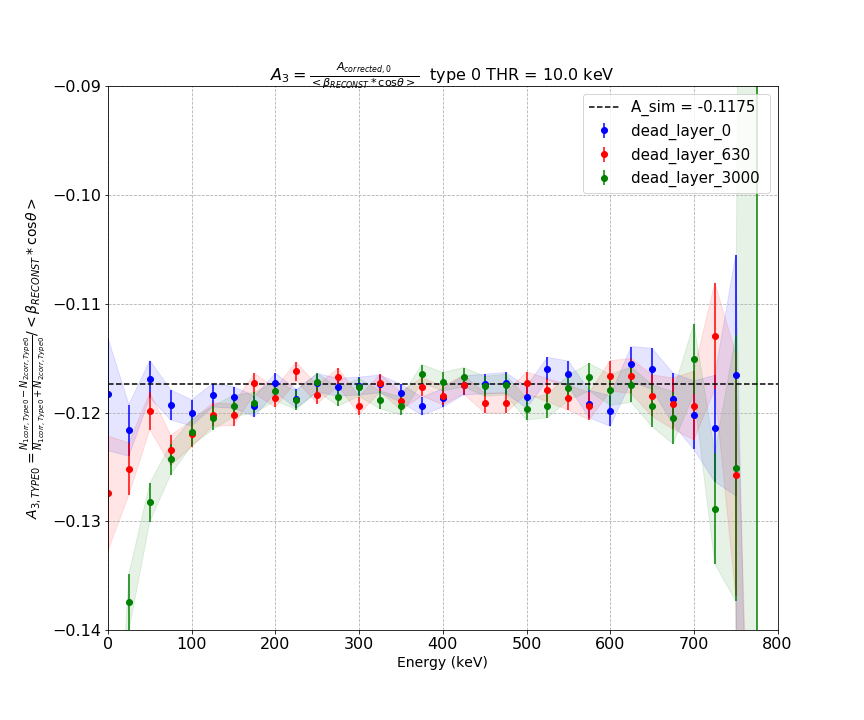 A₃ = A_corrected,0 / <β_RECONST * cosθ> type 0 THR = 10.0 keV
−0.09
−0.10
−0.11
−0.12
−0.13
−0.14
A_3,TYPE0 = N_1corr,Type0 − N_2corr,Type0 / N_1corr,Type0 + N_2corr,Type0 / <β_RECONST * cosθ>
A_sim = -0.1175
dead_layer_0
dead_layer_630
dead_layer_3000
0 100 200 300 400 500 600 700 800
Energy (keV)